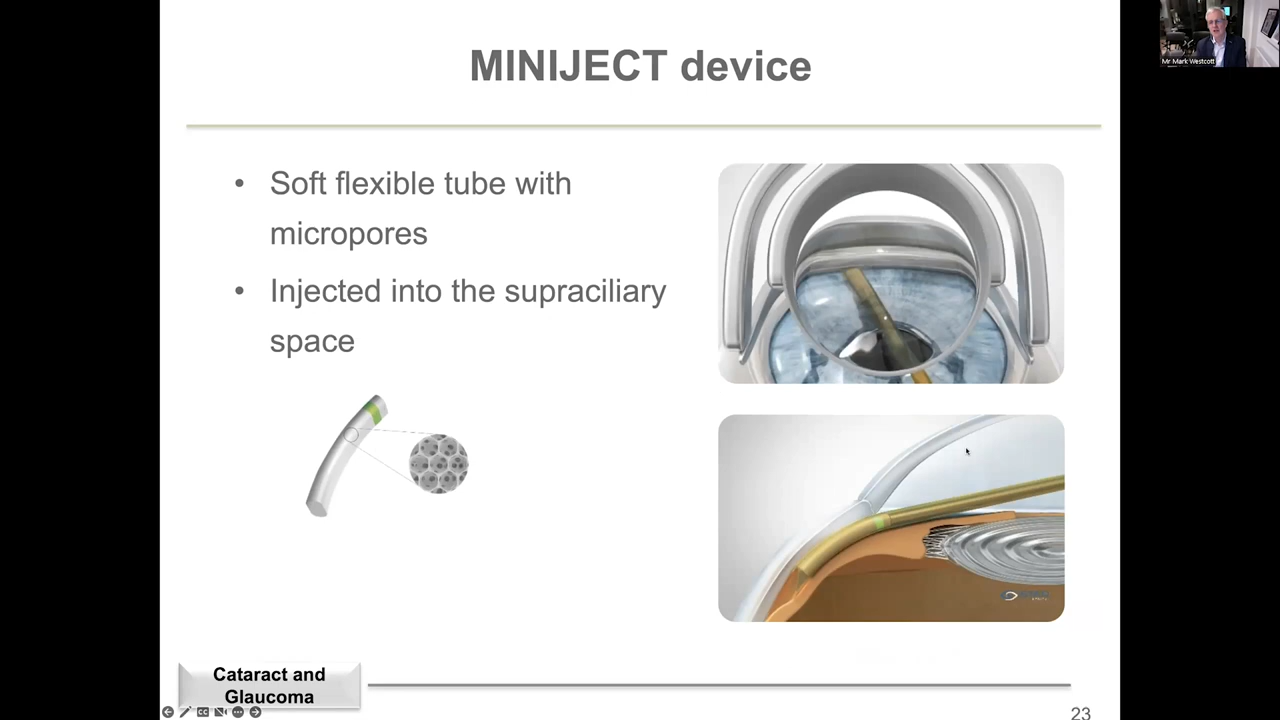 MINIJECT device
Mr Mark Westcott
• Soft flexible tube with
micropores
• Injected into the supraciliary
space
Cataract and
Glaucoma
CC
23